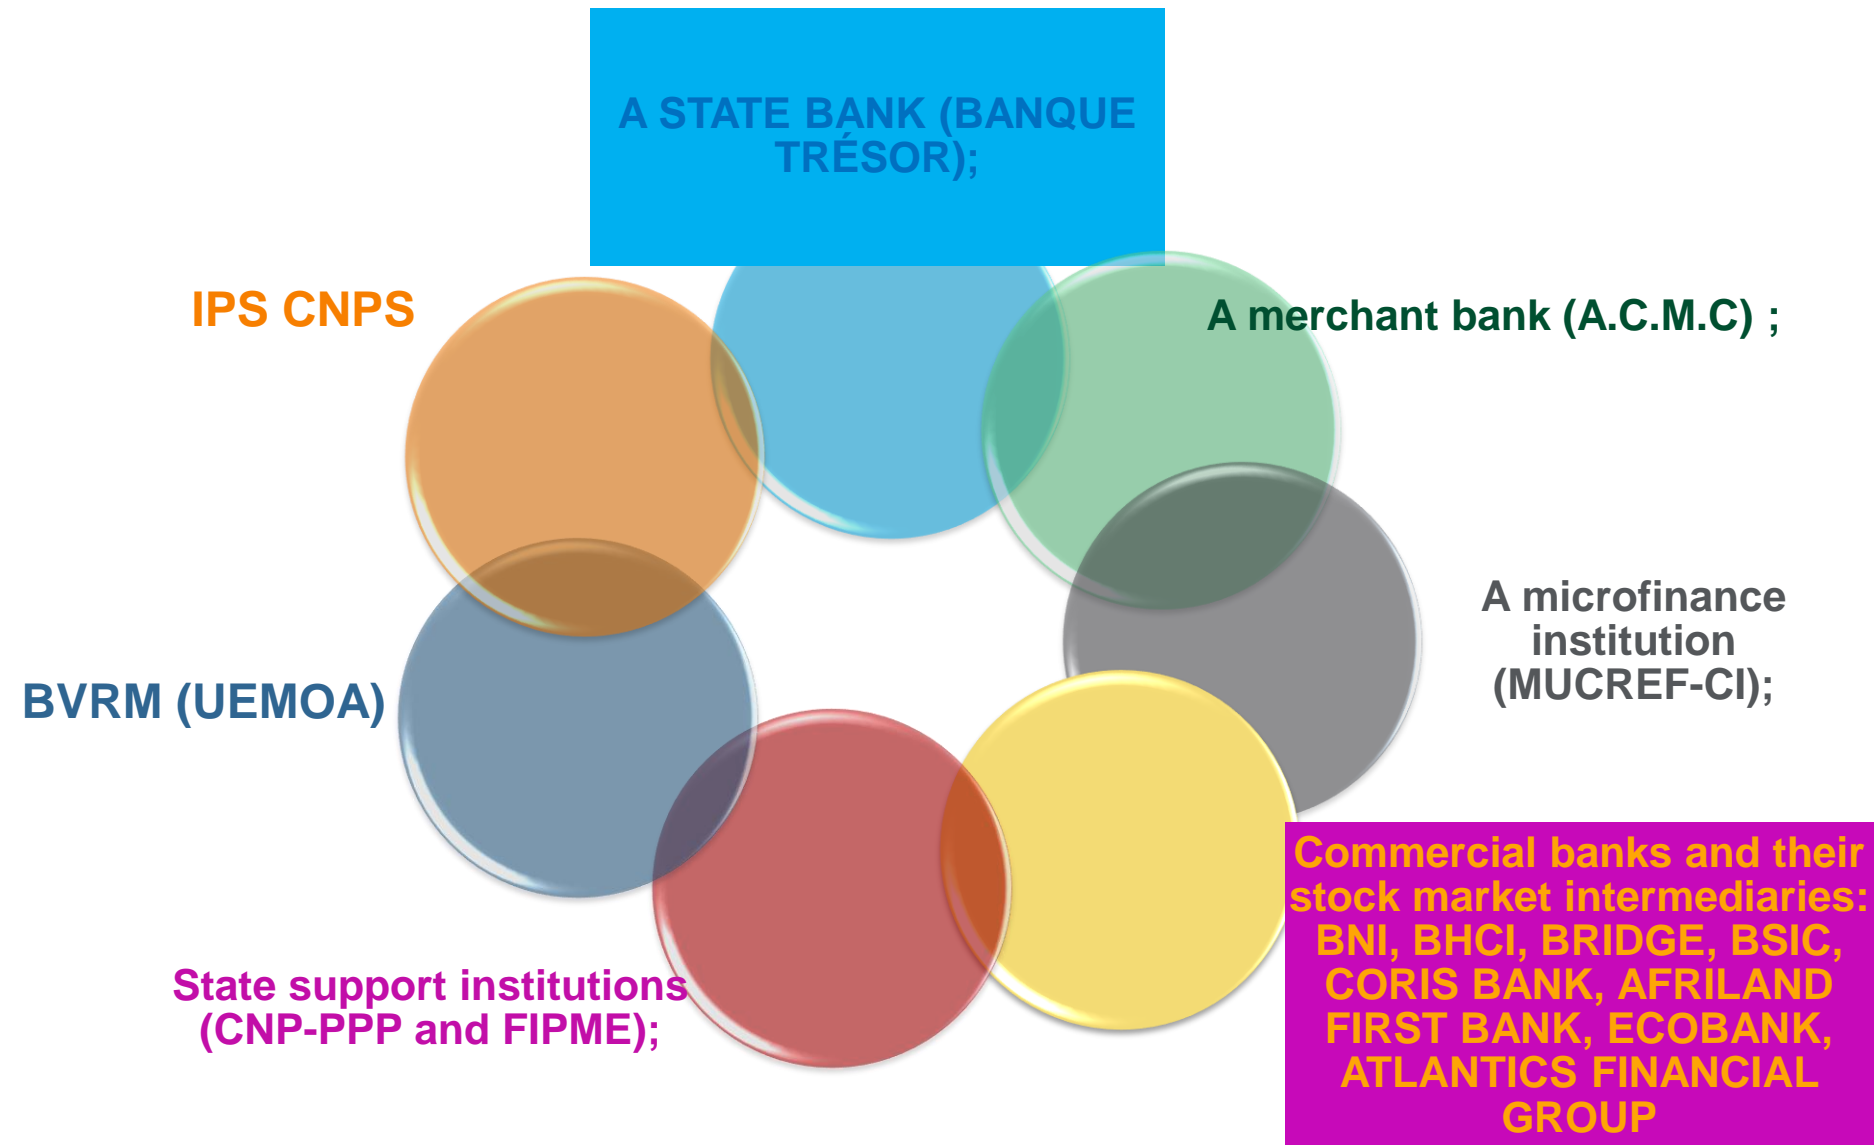 A STATE BANK (BANQUE
TRÉSOR);
IPS CNPS
A merchant bank (A.C.M.C) ;
A microfinance
institution
(MUCREF-CI);
BVRM (UEMOA)
Commercial banks and their
stock market intermediaries:
BNI, BHCI, BRIDGE, BSIC,
CORIS BANK, AFRILAND
FIRST BANK, ECOBANK,
ATLANTICS FINANCIAL
GROUP
State support institutions
(CNP-PPP and FIPME);